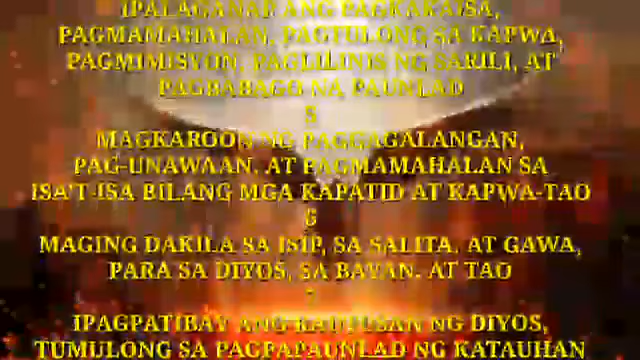 IPALAGANAP ANG PAGKAKAISA,
PAGMAMAHALAN, PAGTULONG SA KAPWA,
PAGMIMISYON, PAGLILINIS NG SARILI, AT
PAGBABAGO NA PAUNLAD
5
MAGKAROON NG PAGGAGALANGAN,
PAG-UNAWAAN, AT PAGMAMAHALAN SA
ISA'T-ISA BILANG MGA KAPATID AT KAPWA-TAO
6
MAGING DAKILA SA ISIP, SA SALITA, AT GAWA,
PARA SA DIYOS, SA BAYAN, AT TAO
7
IPAGPATIBAY ANG NG DIYOS,
TUMULONG SA PAGPAPAUNLAD NG KATAUHAN